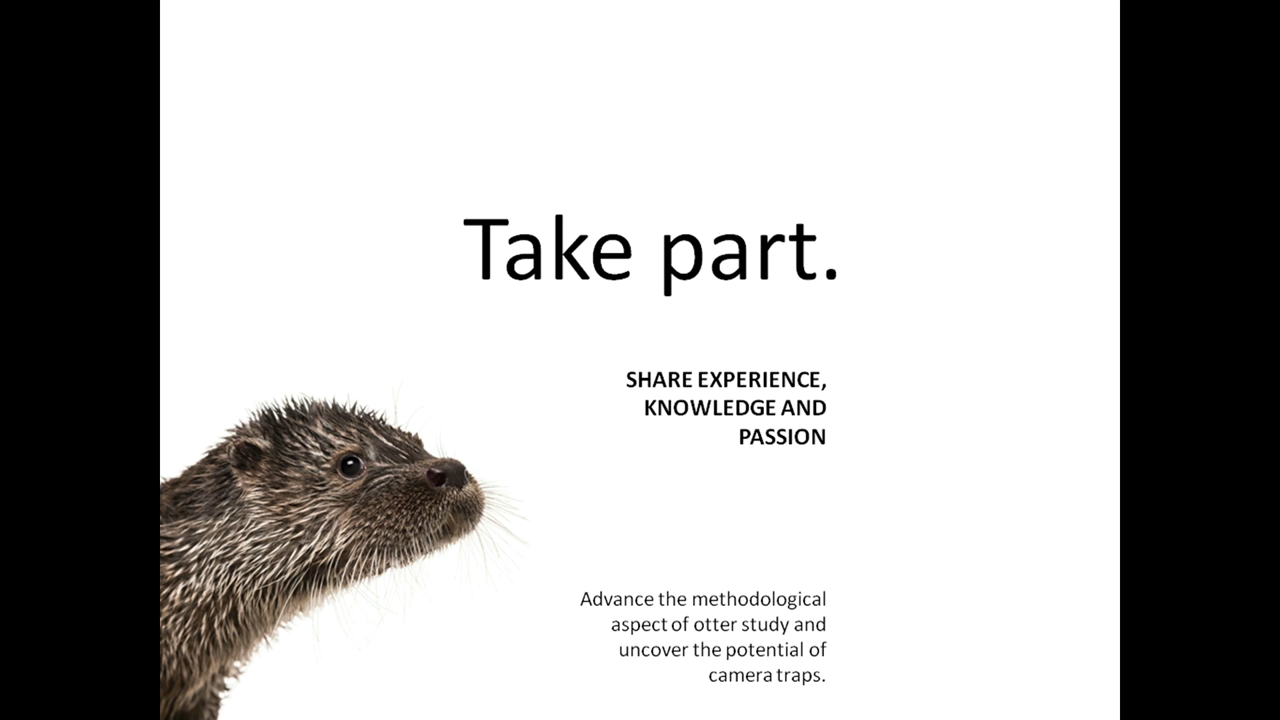 Take part.
SHARE EXPERIENCE,
KNOWLEDGE AND
PASSION
Advance the methodological
aspect of otter study and
uncover the potential of
camera traps.